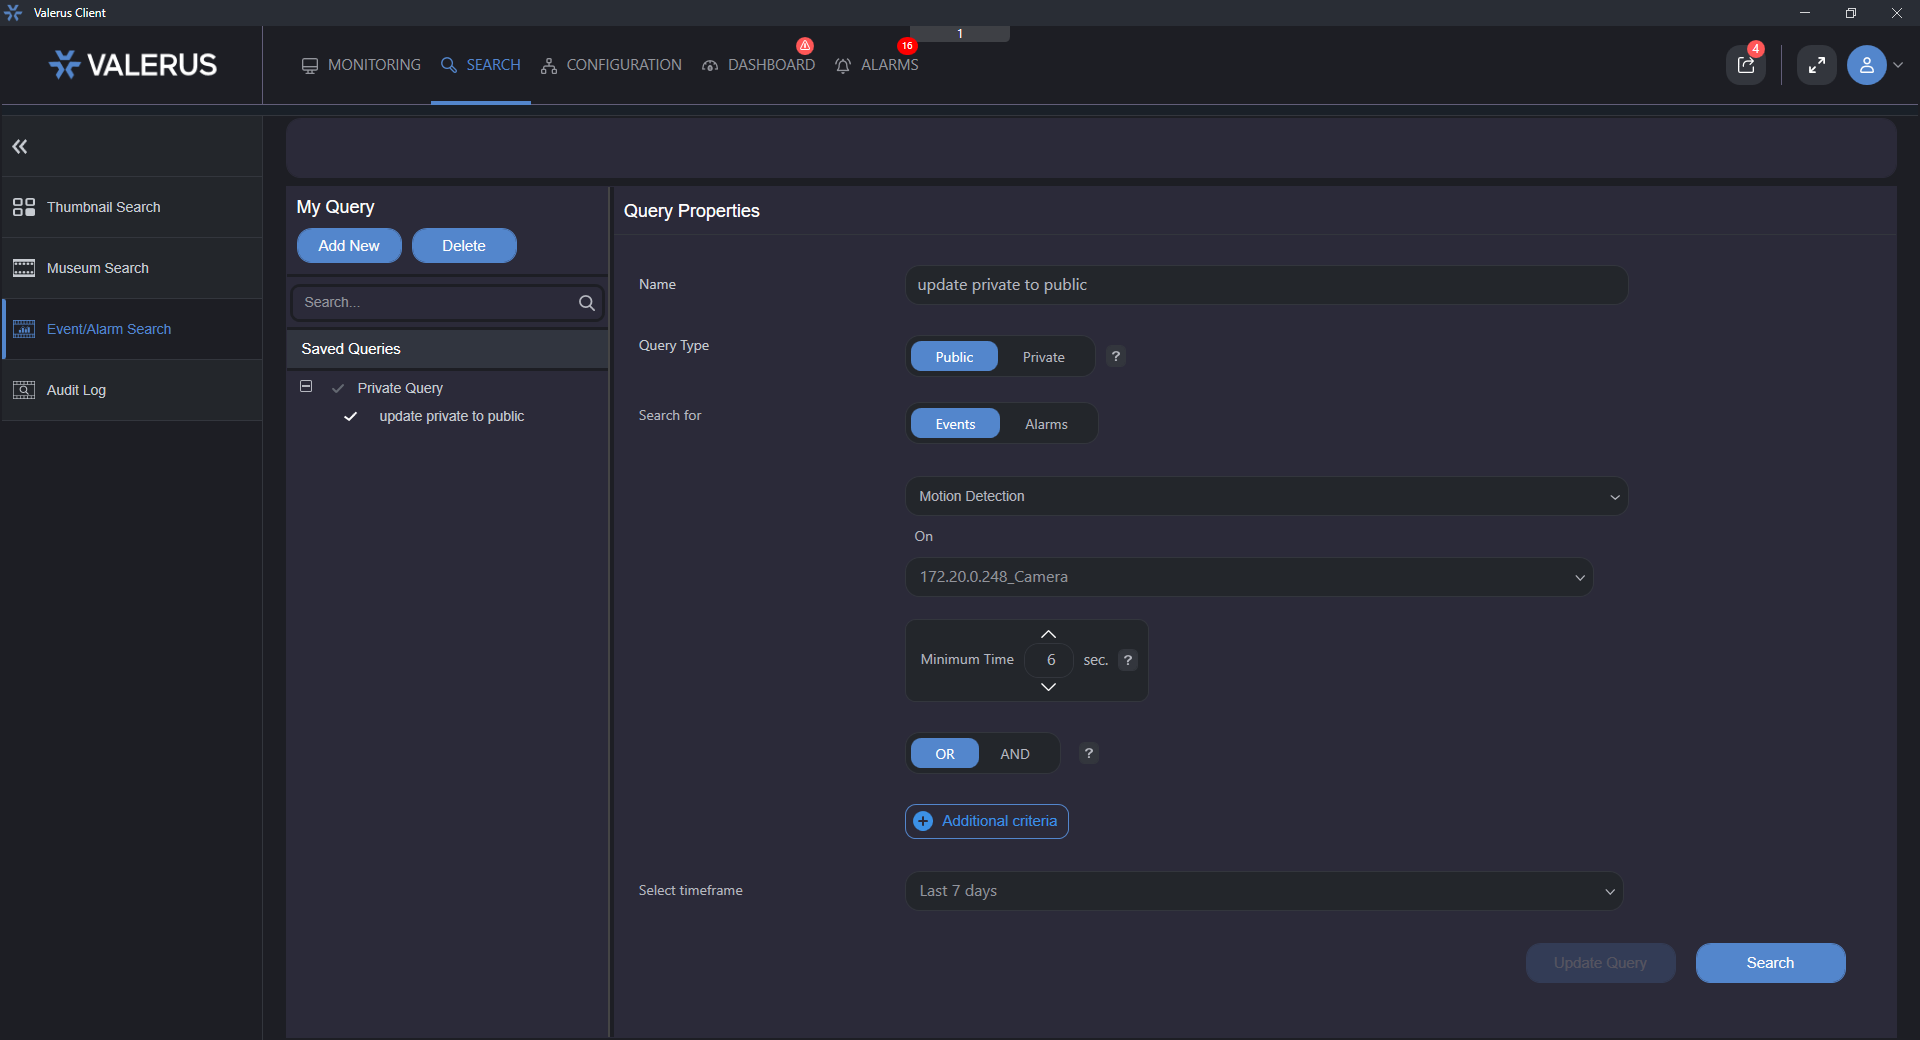 Valerus Client
1
VALERUS
MONITORING
SEARCH
CONFIGURATION
DASHBOARD
16
ALARMS
4
Thumbnail Search
Museum Search
Event/Alarm Search
Audit Log
My Query
Add New
Delete
Search...
Saved Queries
Private Query
update private to public
Query Properties
Name
update private to public
Query Type
Public
Private
?
Search for
Events
Alarms
Motion Detection
On
172.20.0.248_Camera
Minimum Time
6
sec.
?
OR
AND
?
Additional criteria
Select timeframe
Last 7 days
Update Query
Search